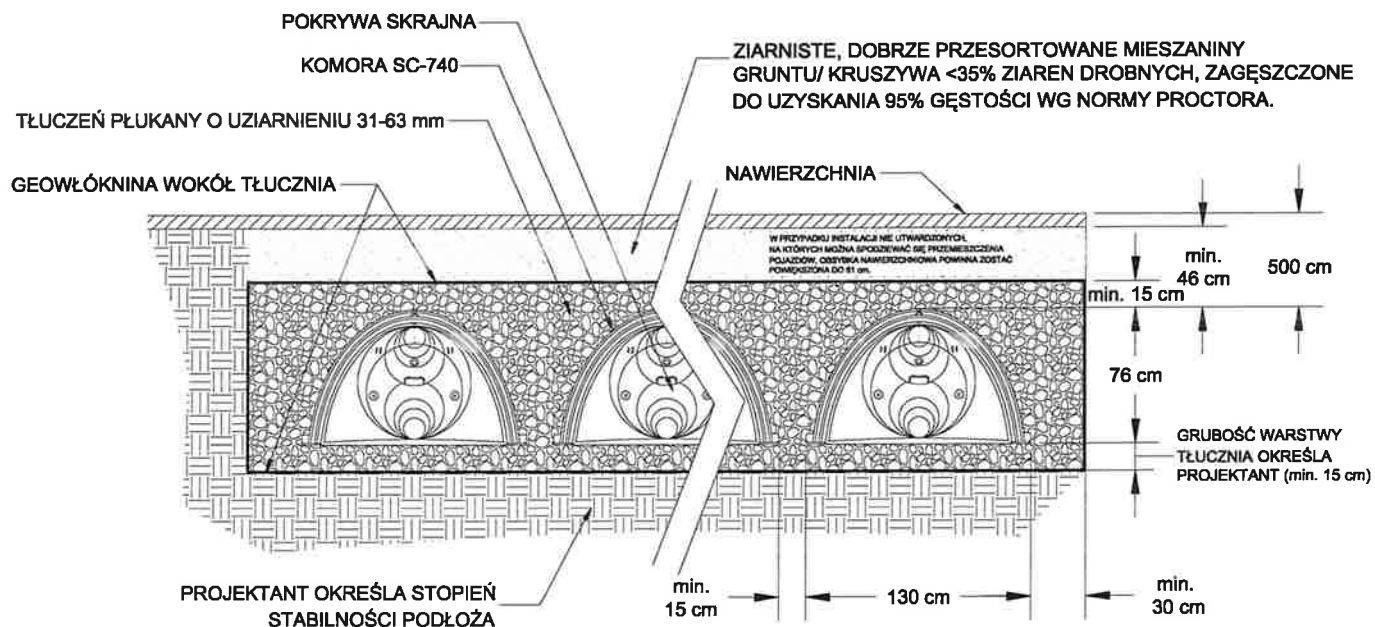 POKRYWA SKRAJNA
KOMORA SC-740
TŁUCZEŃ PŁUKANY O UZIARNIENIU 31-63 mm
GEOWŁÓKNINA WOKÓŁ TŁUCZNIA
ZIARNISTE, DOBRZE PRZESORTOWANE MIESZANINY
GRUNTU/ KRUSZYWA <35% ZIAREN DROBNYCH, ZAGĘSZCZONE
DO UZYSKANIA 95% GĘSTOŚCI WG NORMY PROCTORA.
NAWIERZCHNIA
W PRZYPADKU INSTALACJI NIE UTWARDZONYCH,
NA KTÓRYCH MOŻNA SPODZIEWAĆ SIĘ PRZEMIESZCZENIA
POJAZDÓW, OBSYBKA NAWIERZCHNIOWA POWINNA ZOSTAĆ
POWIĘKSZONA DO 61 cm.
min.
46 cm
500 cm
min. 15 cm
76 cm
GRUBOŚĆ WARSTWY
TŁUCZNIA OKREŚLA
PROJEKTANT (min. 15 cm)
PROJEKTANT OKREŚLA STOPIEŃ
STABILNOŚCI PODŁOŻA
min.
15 cm
130 cm
min.
30 cm